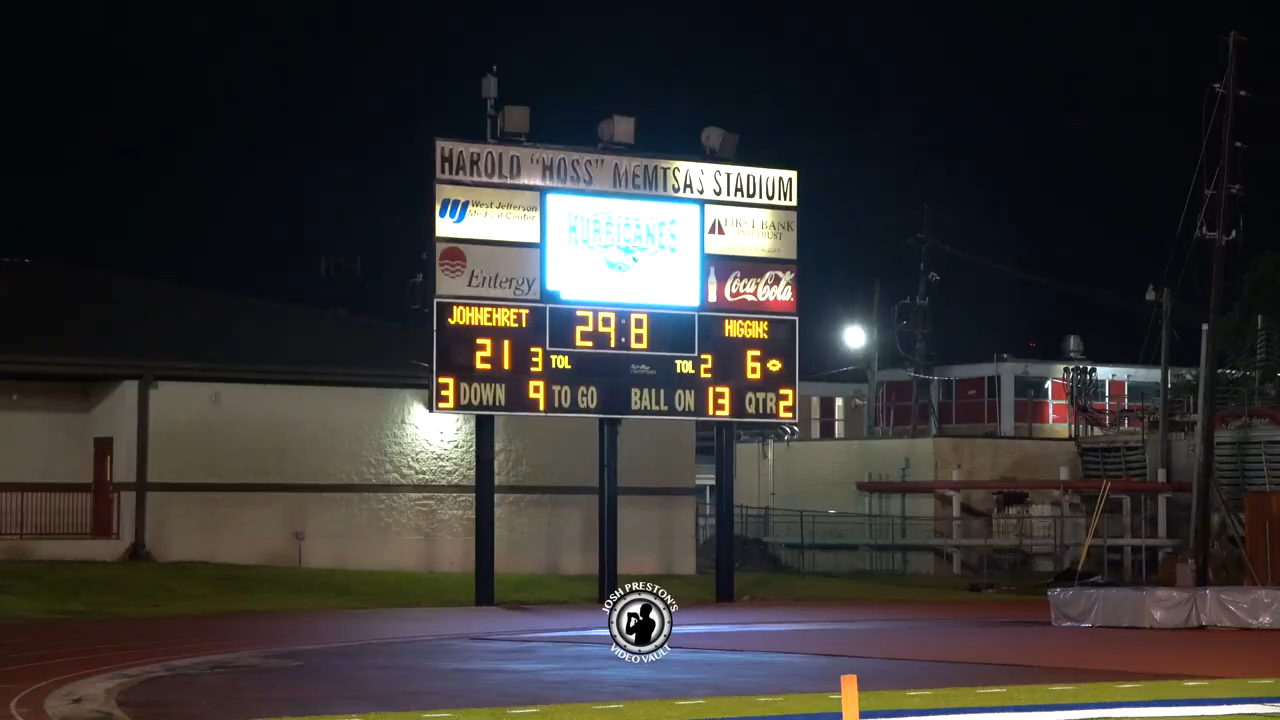 HAROLD "HOSS" MEMTSAS STADIUM
West Jefferson
Medical Center
HURRICANES
FIRST BANK
AND TRUST
Entergy
Coca-Cola
JOHNEHRET
29:8
HIGGINS
21 3 TOL
TOL 2 6
3 DOWN 9 TO GO BALL ON 13 QTR 2
JOSH PRESTON'S
VIDEO VAULT